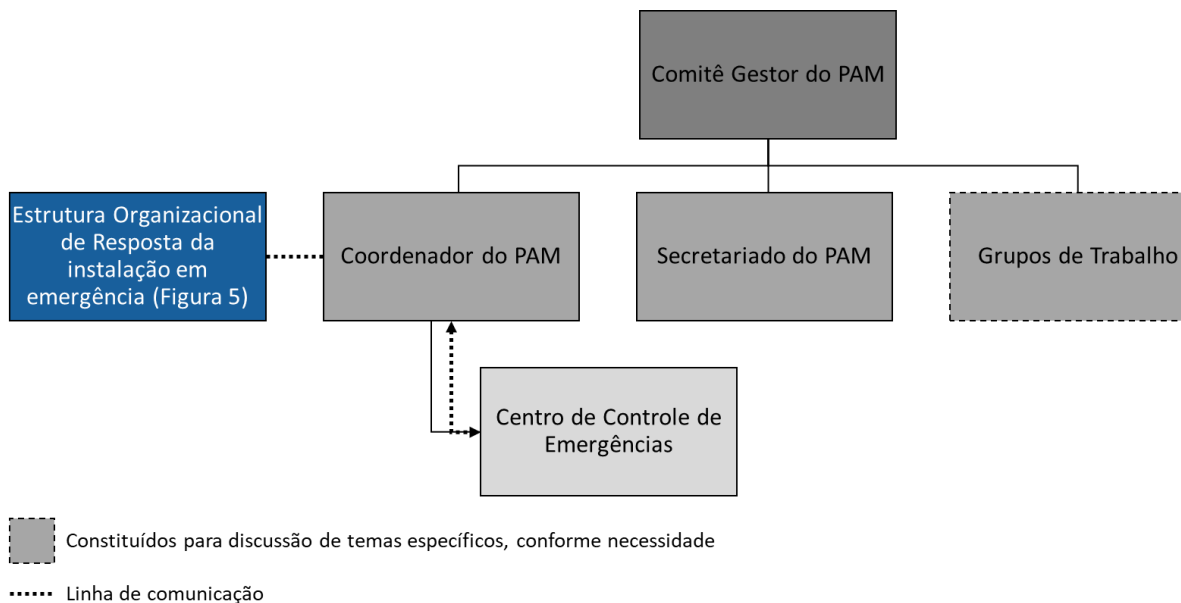 Comitê Gestor do PAM
Estrutura Organizacional
de Resposta da
instalação em
emergência (Figura 5)
Coordenador do PAM
Secretariado do PAM
Grupos de Trabalho
Centro de Controle de
Emergências
Constituídos para discussão de temas específicos, conforme necessidade
Linha de comunicação